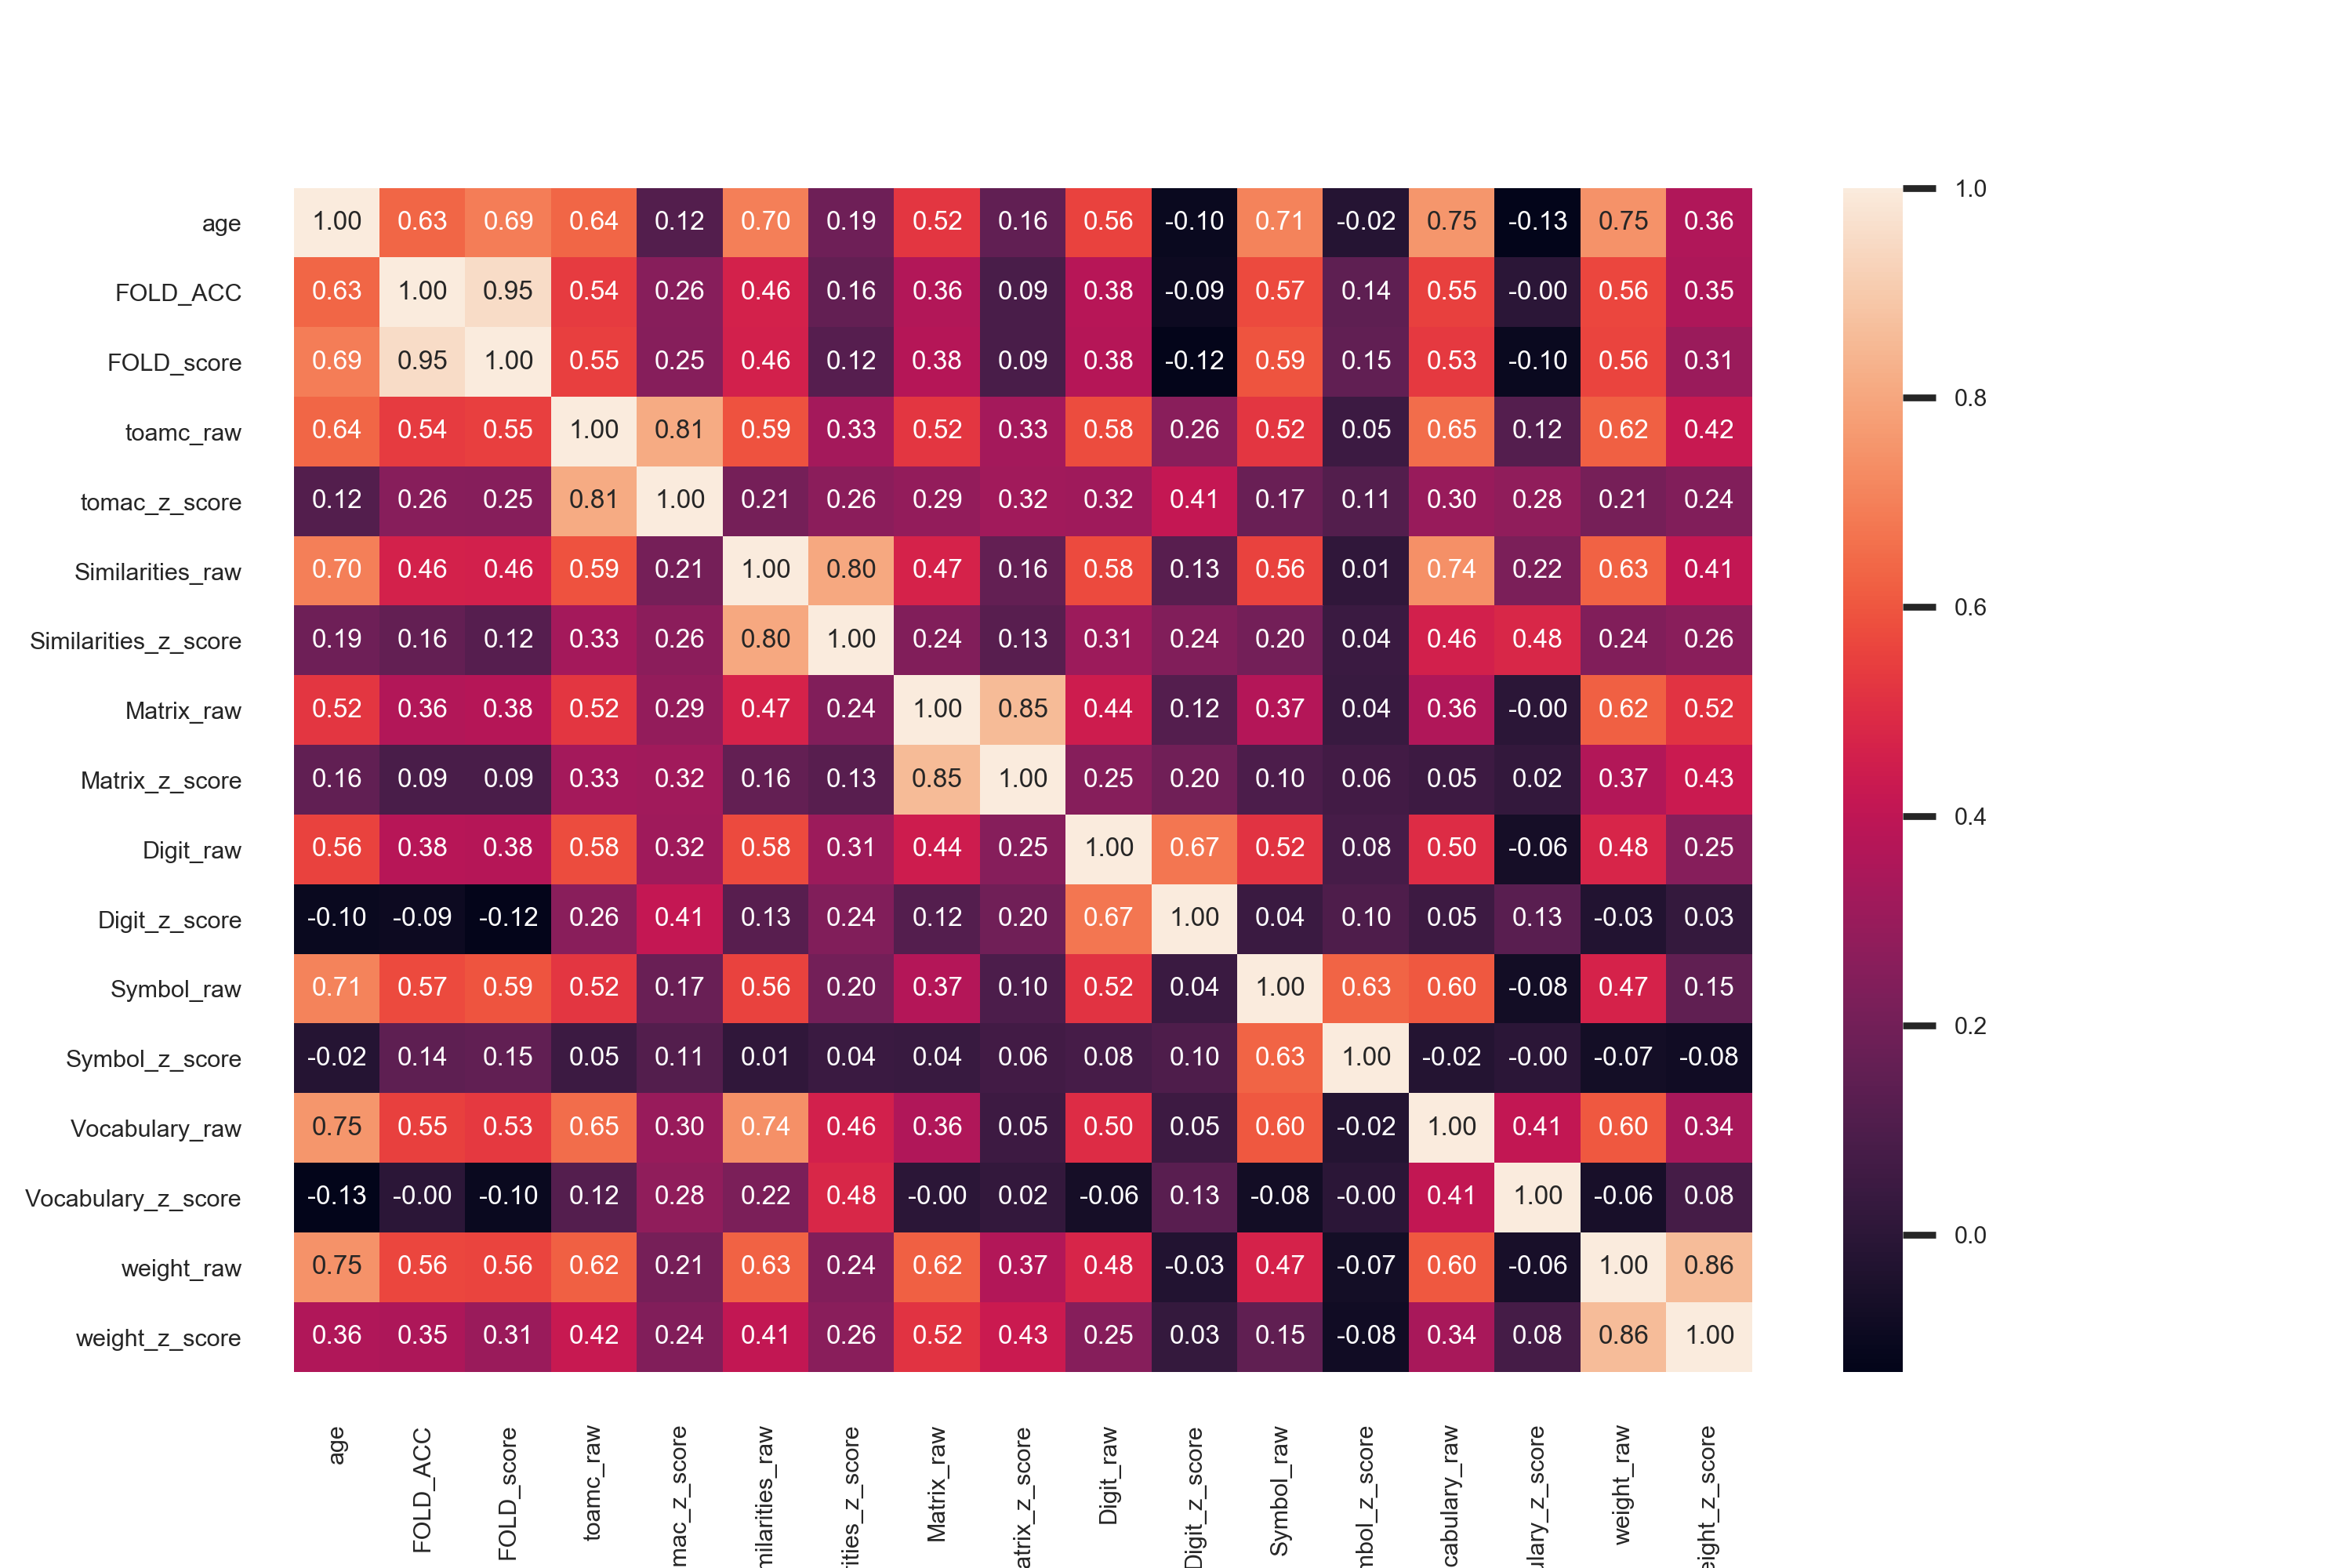 1.0
age 1.00 0.63 0.69 0.64 0.12 0.70 0.19 0.52 0.16 0.56 -0.10 0.71 -0.02 0.75 -0.13 0.75 0.36
FOLD_ACC 0.63 1.00 0.95 0.54 0.26 0.46 0.16 0.36 0.09 0.38 -0.09 0.57 0.14 0.55 -0.00 0.56 0.35
FOLD_score 0.69 0.95 1.00 0.55 0.25 0.46 0.12 0.38 0.09 0.38 -0.12 0.59 0.15 0.53 -0.10 0.56 0.31
0.8
toamc_raw 0.64 0.54 0.55 1.00 0.81 0.59 0.33 0.52 0.33 0.58 0.26 0.52 0.05 0.65 0.12 0.62 0.42
tomac_z_score 0.12 0.26 0.25 0.81 1.00 0.21 0.26 0.29 0.32 0.32 0.41 0.17 0.11 0.30 0.28 0.21 0.24
Similarities_raw 0.70 0.46 0.46 0.59 0.21 1.00 0.80 0.47 0.16 0.58 0.13 0.56 0.01 0.74 0.22 0.63 0.41
0.6
Similarities_z_score 0.19 0.16 0.12 0.33 0.26 0.80 1.00 0.24 0.13 0.31 0.24 0.20 0.04 0.46 0.48 0.24 0.26
Matrix_raw 0.52 0.36 0.38 0.52 0.29 0.47 0.24 1.00 0.85 0.44 0.12 0.37 0.04 0.36 -0.00 0.62 0.52
Matrix_z_score 0.16 0.09 0.09 0.33 0.32 0.16 0.13 0.85 1.00 0.25 0.20 0.10 0.06 0.05 0.02 0.37 0.43
0.4
Digit_raw 0.56 0.38 0.38 0.58 0.32 0.58 0.31 0.44 0.25 1.00 0.67 0.52 0.08 0.50 -0.06 0.48 0.25
Digit_z_score -0.10 -0.09 -0.12 0.26 0.41 0.13 0.24 0.12 0.20 0.67 1.00 0.04 0.10 0.05 0.13 -0.03 0.03
Symbol_raw 0.71 0.57 0.59 0.52 0.17 0.56 0.20 0.37 0.10 0.52 0.04 1.00 0.63 0.60 -0.08 0.47 0.15
0.2
Symbol_z_score -0.02 0.14 0.15 0.05 0.11 0.01 0.04 0.04 0.06 0.08 0.10 0.63 1.00 -0.02 -0.00 -0.07 -0.08
Vocabulary_raw 0.75 0.55 0.53 0.65 0.30 0.74 0.46 0.36 0.05 0.50 0.05 0.60 -0.02 1.00 0.41 0.60 0.34
Vocabulary_z_score -0.13 -0.00 -0.10 0.12 0.28 0.22 0.48 -0.00 0.02 -0.06 0.13 -0.08 -0.00 0.41 1.00 -0.06 0.08
0.0
weight_raw 0.75 0.56 0.56 0.62 0.21 0.63 0.24 0.62 0.37 0.48 -0.03 0.47 -0.07 0.60 -0.06 1.00 0.86
weight_z_score 0.36 0.35 0.31 0.42 0.24 0.41 0.26 0.52 0.43 0.25 0.03 0.15 -0.08 0.34 0.08 0.86 1.00
age
FOLD_ACC
FOLD_score
toamc_raw
mac_z_score
milarities_raw
rities_z_score
Matrix_raw
atrix_z_score
Digit_raw
Digit_z_score
Symbol_raw
mbol_z_score
cabulary_raw
ulary_z_score
weight_raw
eight_z_score